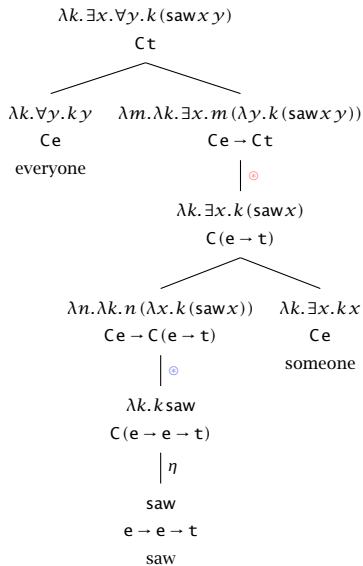 λk.∃x.∀y.k(saw x y)
Ct
λk.∀y.k y λm.λk.∃x.m(λy.k(saw x y))
Ce Ce → Ct
everyone
⊛
λk.∃x.k(saw x)
C(e → t)
λn.λk.n(λx.k(saw x)) λk.∃x.k x
Ce → C(e → t) Ce
someone
⊛
λk.k saw
C(e → e → t)
η
saw
e → e → t
saw